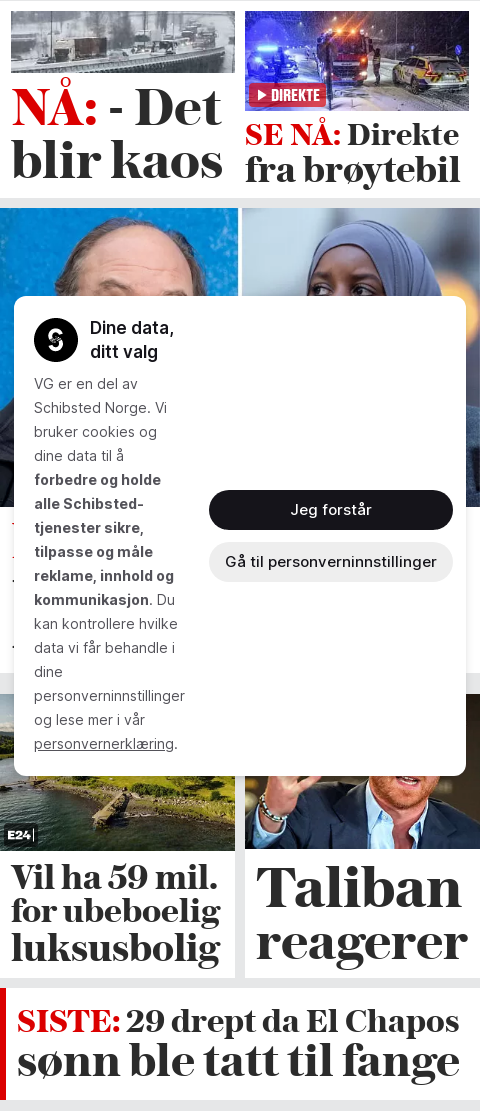 NÅ: - Det
blir kaos
DIREKTE
SE NÅ: Direkte
fra brøytebil
Dine data,
ditt valg
VG er en del av
Schibsted Norge. Vi
bruker cookies og
dine data til å
forbedre og holde
alle Schibsted-
tjenester sikre,
tilpasse og måle
reklame, innhold og
kommunikasjon. Du
kan kontrollere hvilke
data vi får behandle i
dine
personverninnstillinger
og lese mer i vår
personvernerklæring.
Jeg forstår
Gå til personverninnstillinger
E24
Vil ha 59 mil.
for ubeboelig
luksusbolig
Taliban
reagerer
SISTE: 29 drept da El Chapos
sønn ble tatt til fange